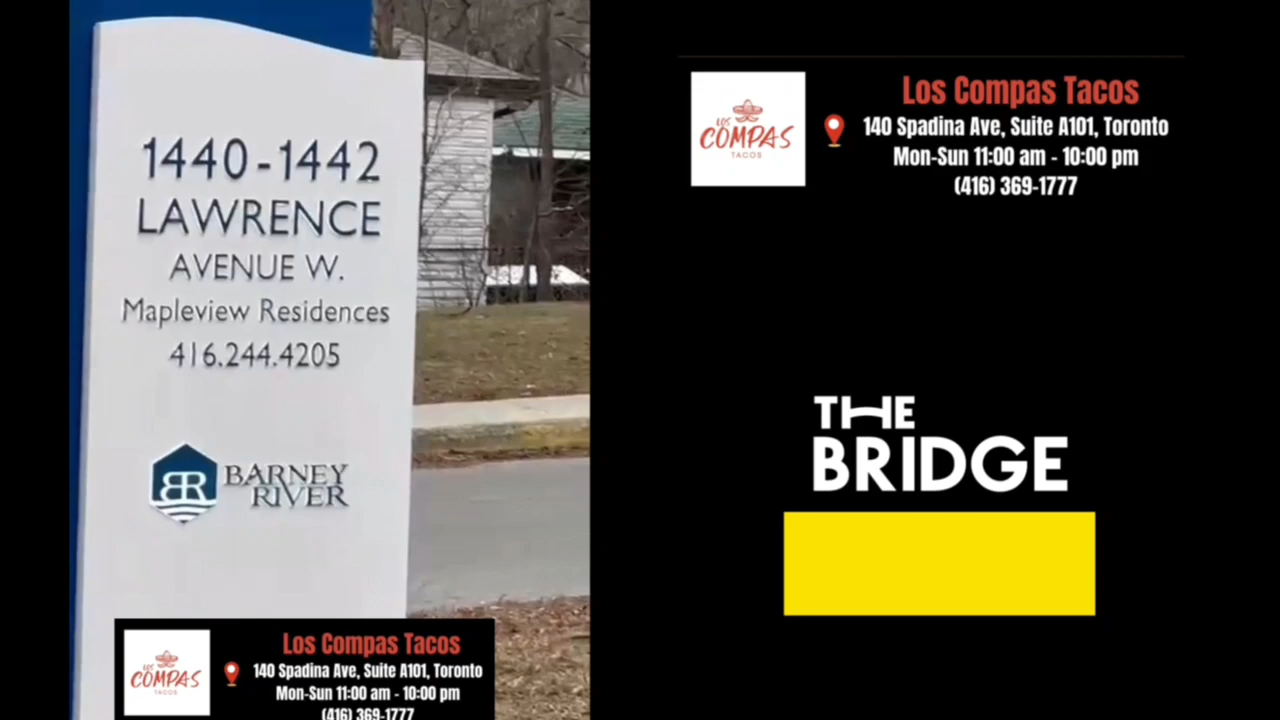 1440-1442
LAWRENCE
AVENUE W.
Mapleview Residences
416.244.4205
BR
BARNEY
RIVER
LOS
COMPAS
TACOS
Los Compas Tacos
140 Spadina Ave, Suite A101, Toronto
Mon-Sun 11:00 am - 10:00 pm
(416) 369-1777
LOS
COMPAS
TACOS
Los Compas Tacos
140 Spadina Ave, Suite A101, Toronto
Mon-Sun 11:00 am - 10:00 pm
(416) 369-1777
THE
BRIDGE